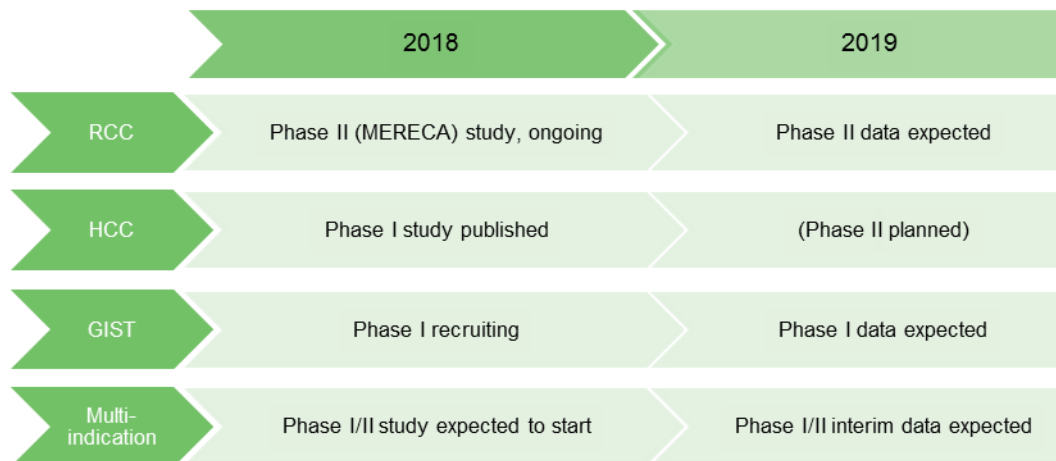 2018
2019
RCC
Phase II (MERECA) study, ongoing
Phase II data expected
HCC
Phase I study published
(Phase II planned)
GIST
Phase I recruiting
Phase I data expected
Multi-
indication
Phase I/II study expected to start
Phase I/II interim data expected